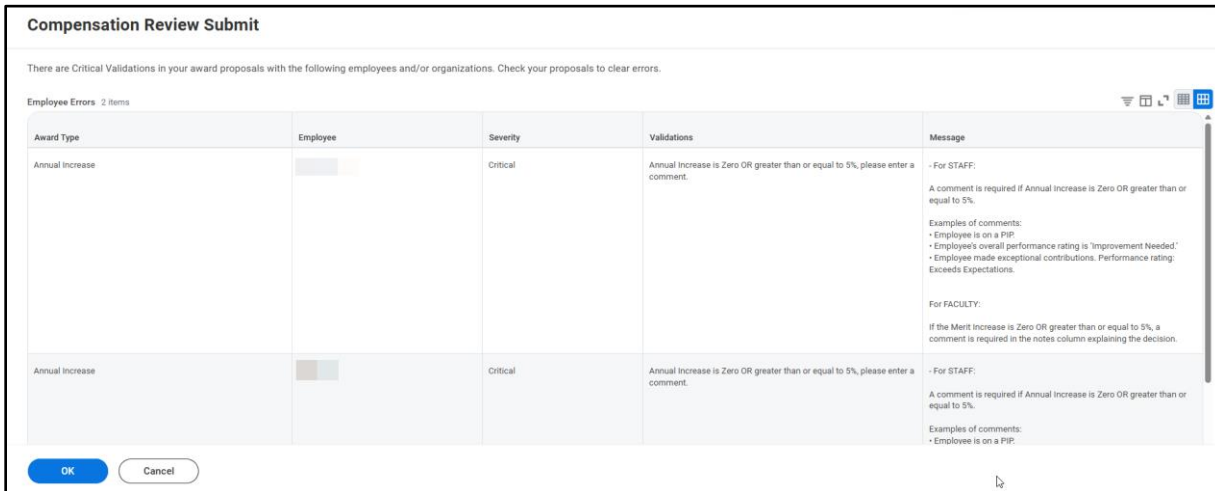 Compensation Review Submit
There are Critical Validations in your award proposals with the following employees and/or organizations. Check your proposals to clear errors.
Employee Errors 2 items
Award Type
Employee
Severity
Validations
Message
Annual Increase
Critical
Annual Increase is Zero OR greater than or equal to 5%, please enter a
comment.
- For STAFF:
A comment is required if Annual Increase is Zero OR greater than or
equal to 5%.
Examples of comments:
• Employee is on a PIP.
• Employee's overall performance rating is 'Improvement Needed.'
• Employee made exceptional contributions. Performance rating:
Exceeds Expectations.
For FACULTY:
If the Merit Increase is Zero OR greater than or equal to 5%, a
comment is required in the notes column explaining the decision.
Annual Increase
Critical
Annual Increase is Zero OR greater than or equal to 5%, please enter a
comment.
- For STAFF:
A comment is required if Annual Increase is Zero OR greater than or
equal to 5%.
Examples of comments:
• Employee is on a PIP.
OK
Cancel